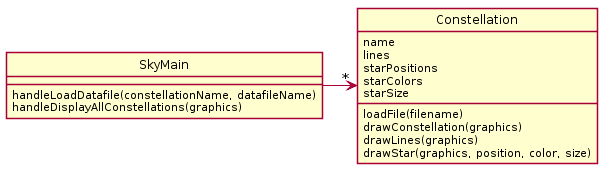 SkyMain
handleLoadDatafile(constellationName, datafileName)
handleDisplayAllConstellations(graphics)
*
Constellation
name
lines
starPositions
starColors
starSize
loadFile(filename)
drawConstellation(graphics)
drawLines(graphics)
drawStar(graphics, position, color, size)